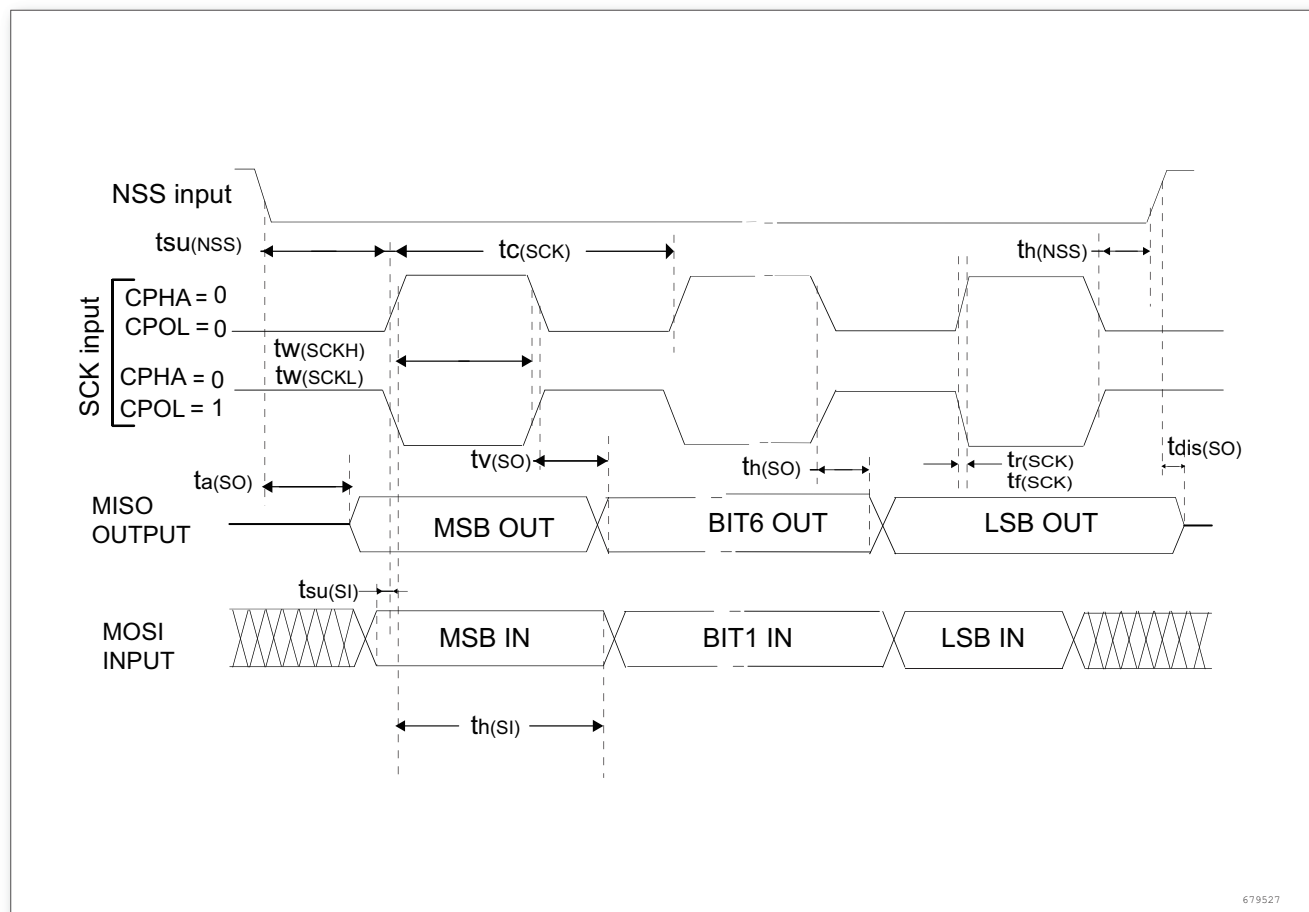 NSS input
tsu(NSS)
tc(SCK)
th(NSS)
SCK input
CPHA = 0
CPOL = 0
tw(SCKH)
tw(SCKL)
CPHA = 0
CPOL = 1
tv(SO)
th(SO)
tr(SCK)
tf(SCK)
tdis(SO)
ta(SO)
MISO
OUTPUT
MSB OUT
BIT6 OUT
LSB OUT
tsu(SI)
MOSI
INPUT
MSB IN
BIT1 IN
LSB IN
th(SI)
679527